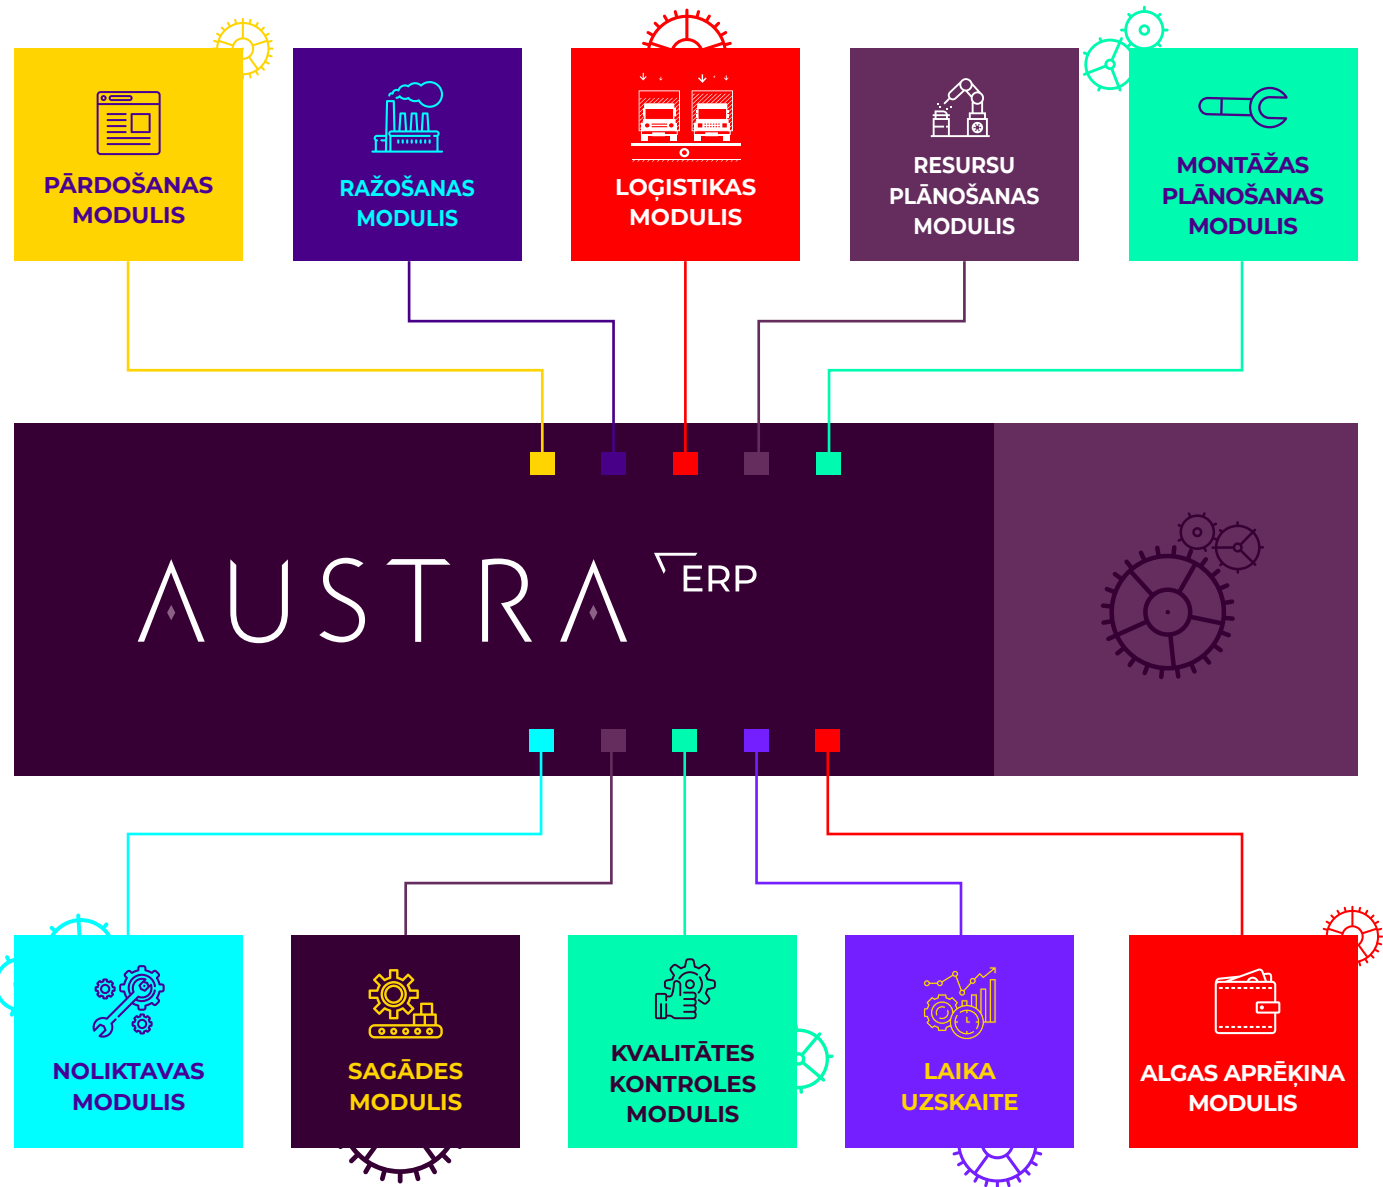 PĀRDOŠANAS
MODULIS
RAŽOŠANAS
MODULIS
LOĢISTIKAS
MODULIS
RESURSU
PLĀNOŠANAS
MODULIS
MONTĀŽAS
PLĀNOŠANAS
MODULIS
AUSTRA ERP
NOLIKTAVAS
MODULIS
SAGĀDES
MODULIS
KVALITĀTES
KONTROLES
MODULIS
LAIKA
UZSKAITE
ALGAS APRĒĶINA
MODULIS